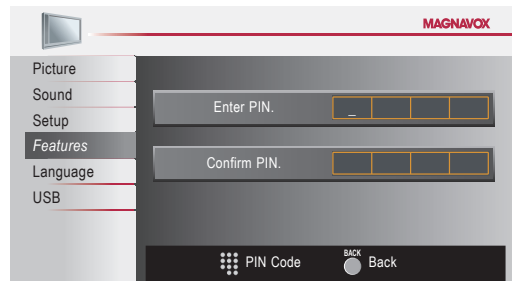 MAGNAVOX
Picture
Sound
Setup
Features
Language
USB
Enter PIN.
_
Confirm PIN.
PIN Code
BACK
Back